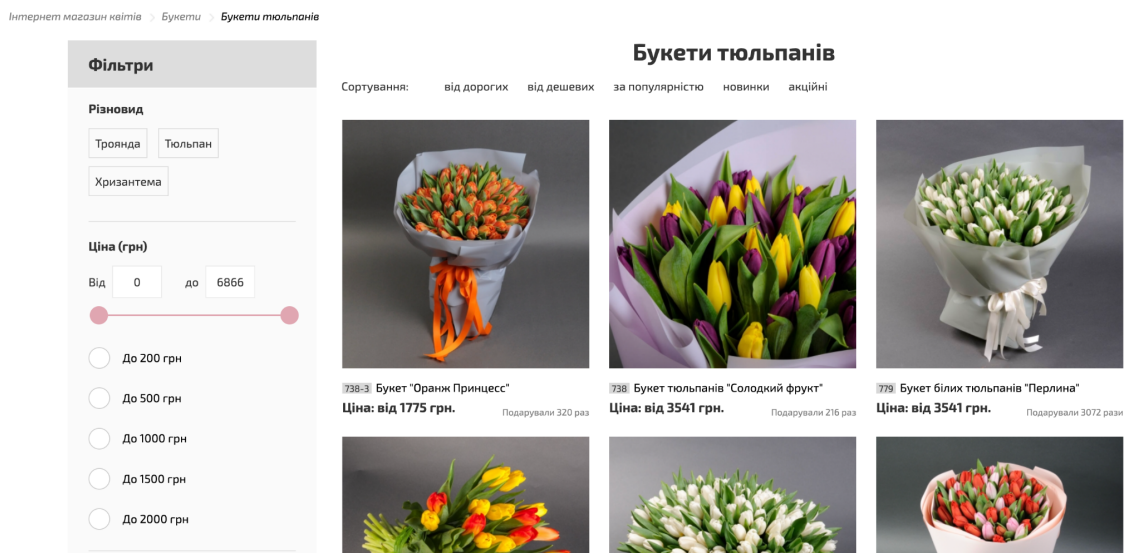 Інтернет магазин квітів > Букети > Букети тюльпанів
Фільтри
Різновид
Троянда Тюльпан
Хризантема
Ціна (грн)
Від 0 до 6866
До 200 грн
До 500 грн
До 1000 грн
До 1500 грн
До 2000 грн
Букети тюльпанів
Сортування: від дорогих від дешевих за популярністю новинки акційні
738-3 Букет "Оранж Принцесс"
Ціна: від 1775 грн. Подарували 320 раз
738 Букет тюльпанів "Солодкий фрукт"
Ціна: від 3541 грн. Подарували 216 раз
779 Букет білих тюльпанів "Перлина"
Ціна: від 3541 грн. Подарували 3072 рази